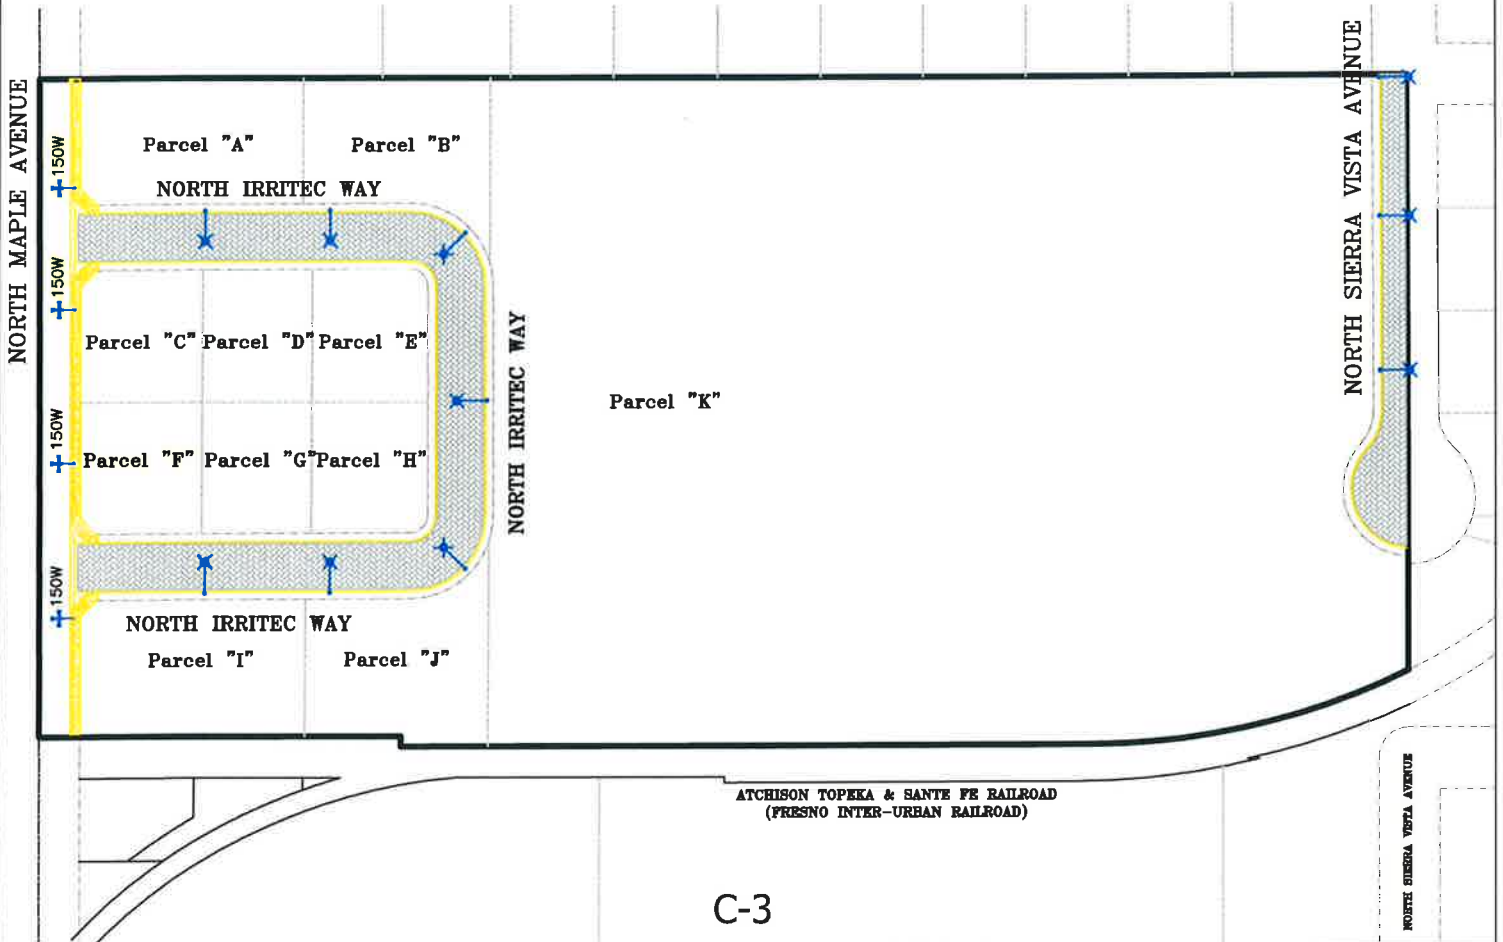 NORTH MAPLE AVENUE
150W
150W
150W
150W
Parcel "A"
Parcel "B"
NORTH IRRITEC WAY
Parcel "C"
Parcel "D"
Parcel "E"
Parcel "F"
Parcel "G"
Parcel "H"
NORTH IRRITEC WAY
Parcel "K"
NORTH IRRITEC WAY
Parcel "I"
Parcel "J"
NORTH SIERRA VISTA AVENUE
ATCHISON TOPEKA & SANTE FE RAILROAD
(FRESNO INTER-URBAN RAILROAD)
NORTH SIERRA VISTA AVENUE
C-3